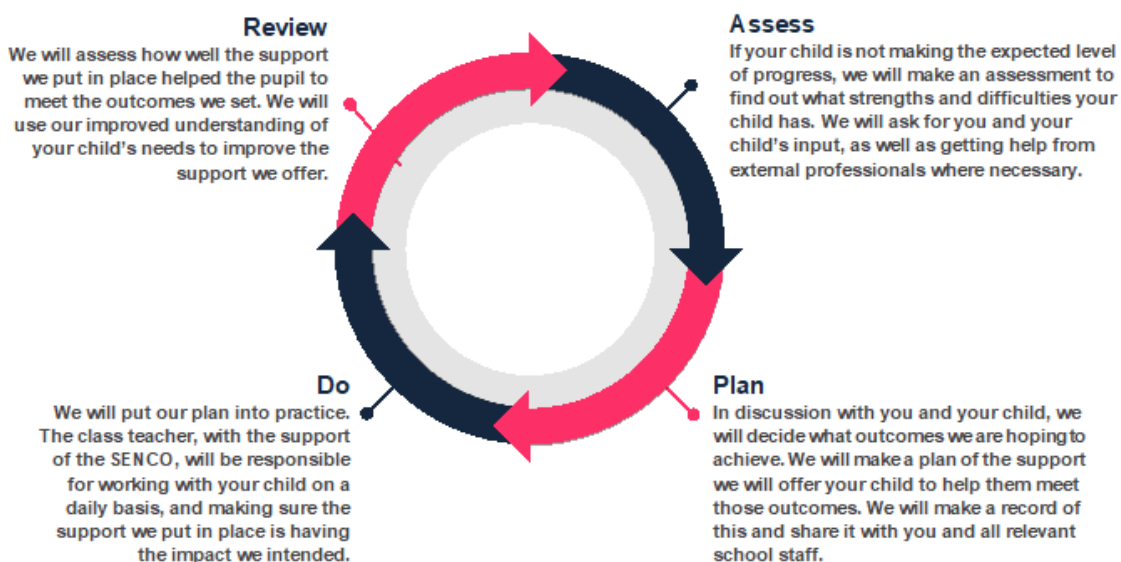 Review
We will assess how well the support
we put in place helped the pupil to
meet the outcomes we set. We will
use our improved understanding of
your child's needs to improve the
support we offer.
Assess
If your child is not making the expected level
of progress, we will make an assessment to
find out what strengths and difficulties your
child has. We will ask for you and your
child's input, as well as getting help from
external professionals where necessary.
Do
We will put our plan into practice.
The class teacher, with the support
of the SENCO, will be responsible
for working with your child on a
daily basis, and making sure the
support we put in place is having
the impact we intended.
Plan
In discussion with you and your child, we
will decide what outcomes we are hoping to
achieve. We will make a plan of the support
we will offer your child to help them meet
those outcomes. We will make a record of
this and share it with you and all relevant
school staff.